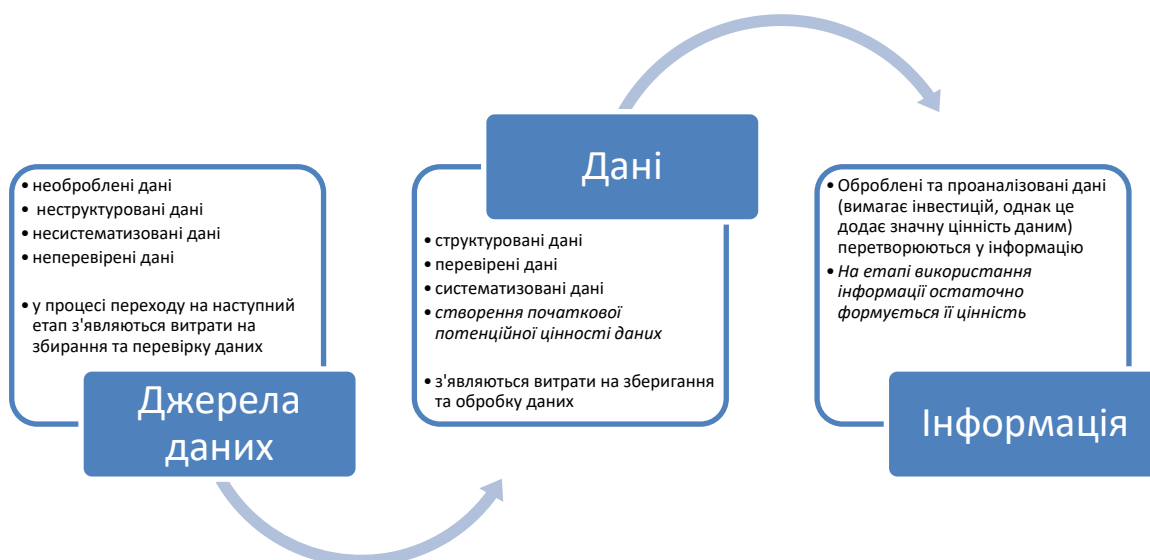 • необроблені дані
• неструктуровані дані
• несистематизовані дані
• неперевірені дані
• у процесі переходу на наступний
етап з'являються витрати на
збирання та перевірку даних
Джерела
даних
Дані
• структуровані дані
• перевірені дані
• систематизовані дані
• створення початкової
потенційної цінності даних
• з'являються витрати на зберигання
та обробку даних
• Оброблені та проаналізовані дані
(вимагає інвестицій, однак це
додає значну цінність даним)
перетворюються у інформацію
• На етапі використання
інформації остаточно
формується її цінність
Інформація